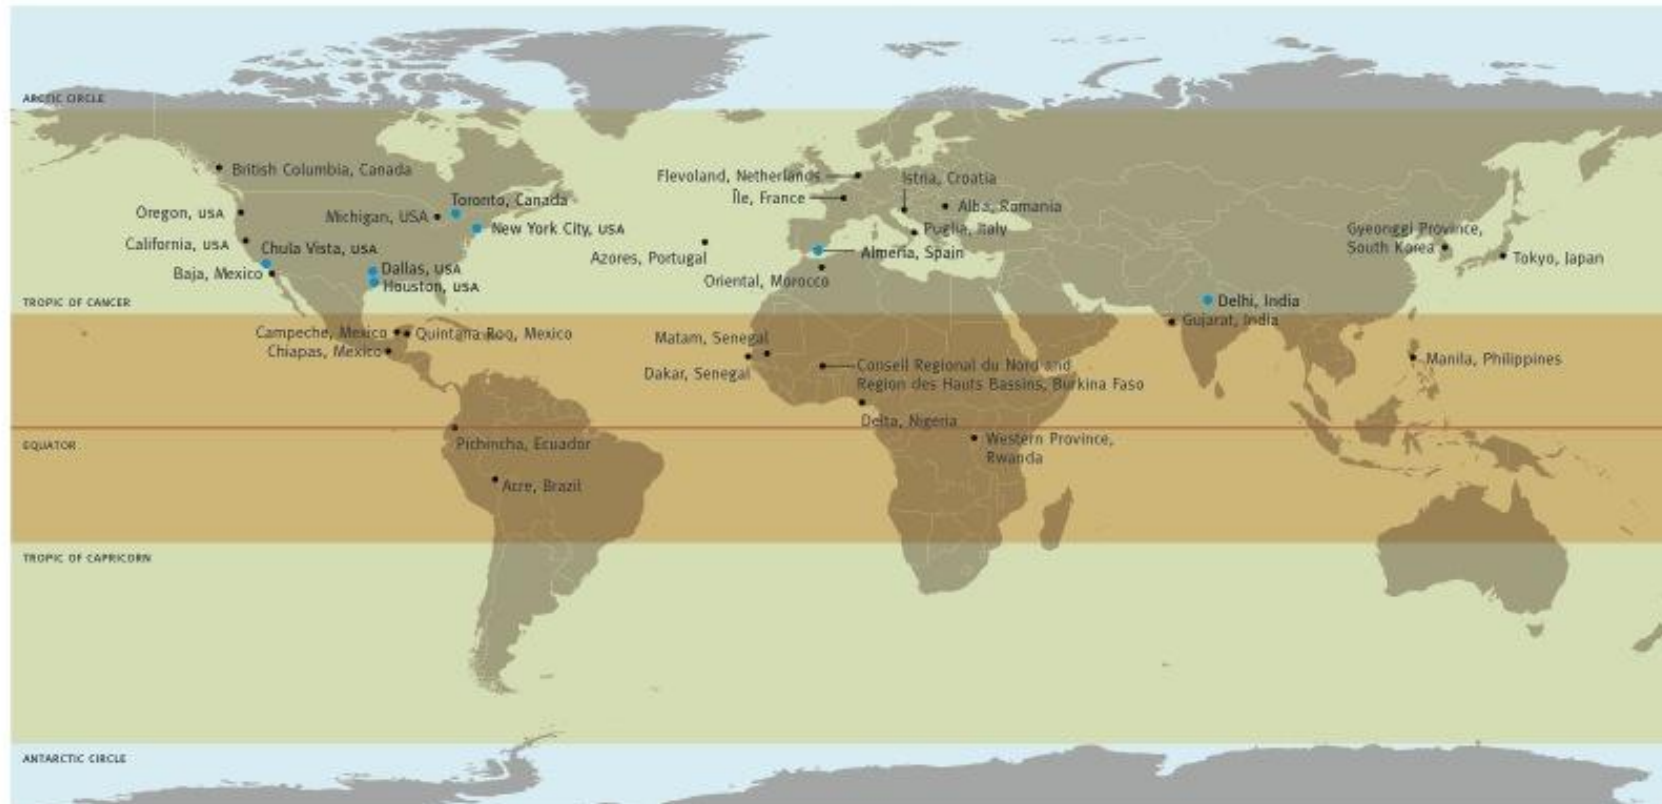 ARCTIC CIRCLE
British Columbia, Canada
Flevoland, Netherlands
Istria, Croatia
Île, France
Toronto, Canada
Oregon, USA
Michigan, USA
Alba, Romania
New York City, USA
Puglia, Italy
Gyeonggi Province,
South Korea
California, USA
Chula Vista, USA
Azores, Portugal
Almería, Spain
Tokyo, Japan
Baja, Mexico
Dallas, USA
Houston, USA
Oriental, Morocco
TROPIC OF CANCER
Delhi, India
Gujarat, India
Campeche, Mexico
Quintana Roo, Mexico
Chiapas, Mexico
Matam, Senegal
Dakar, Senegal
Conseil Regional du Nord and
Region des Hauts Bassins, Burkina Faso
Manila, Philippines
Delta, Nigeria
EQUATOR
Pichincha, Ecuador
Western Province,
Rwanda
Acre, Brazil
TROPIC OF CAPRICORN
ANTARCTIC CIRCLE